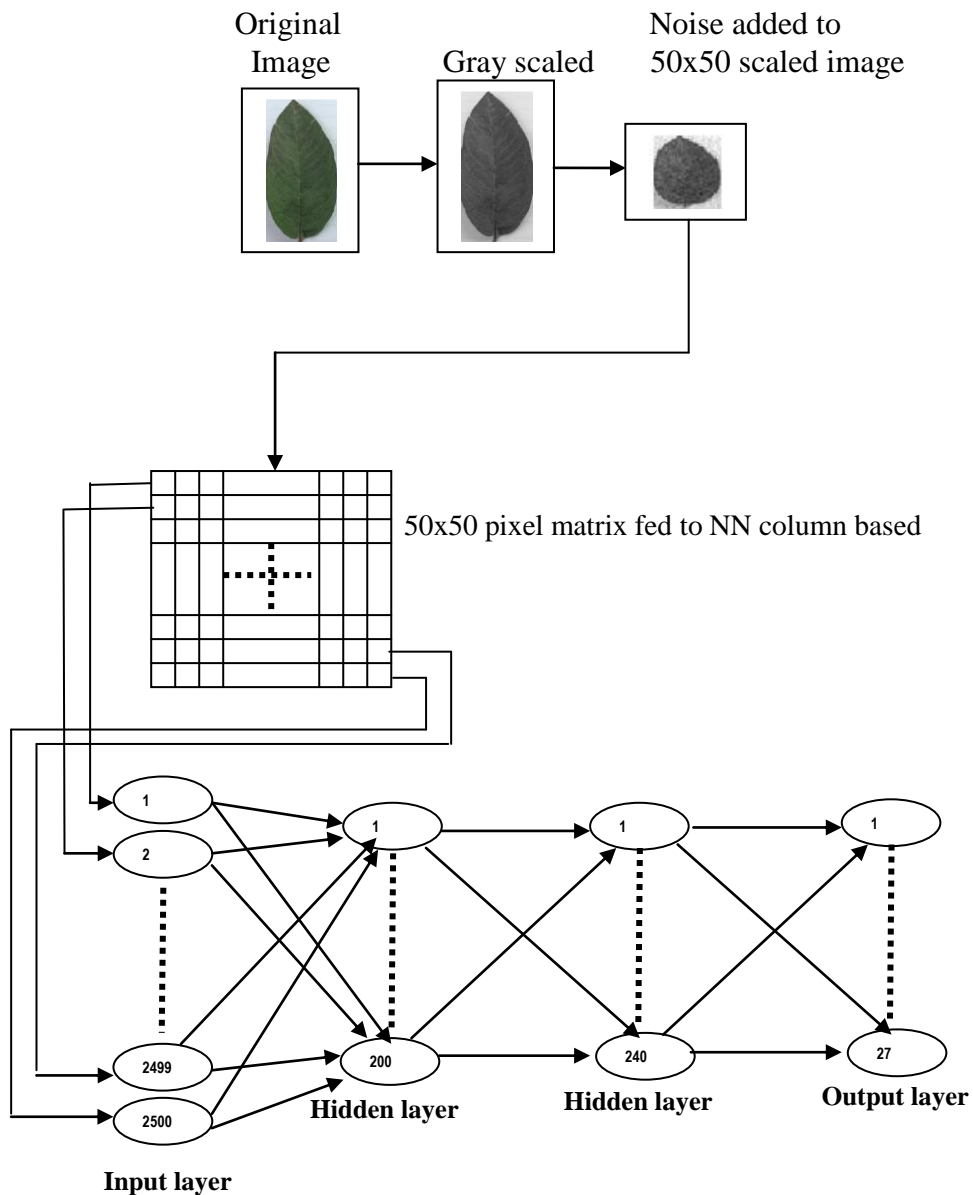 Original
Image
Gray scaled
Noise added to
50x50 scaled image
50x50 pixel matrix fed to NN column based
1
2
2499
2500
1
200
1
240
1
27
Hidden layer
Hidden layer
Output layer
Input layer